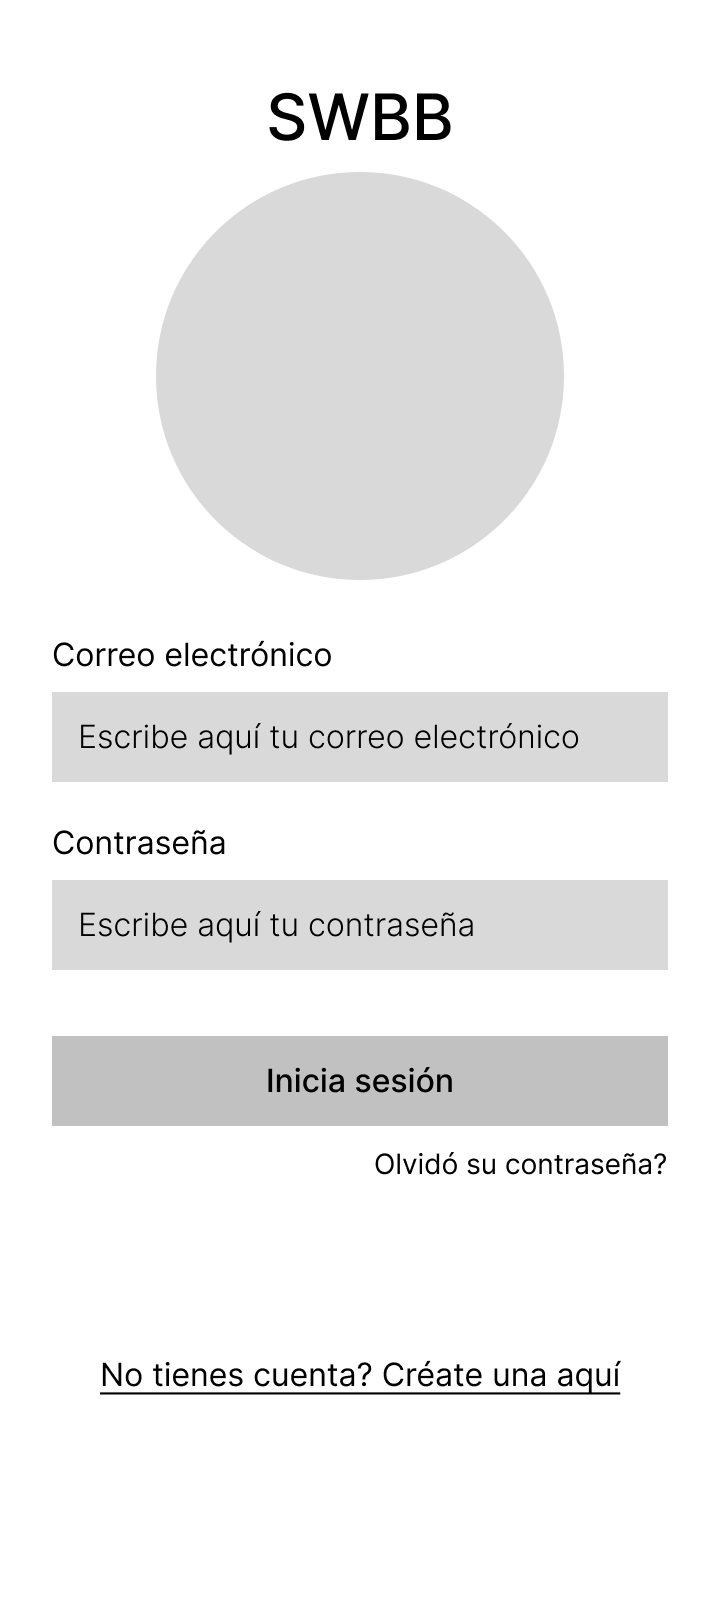 SWBB
Correo electrónico
Escribe aquí tu correo electrónico
Contraseña
Escribe aquí tu contraseña
Inicia sesión
Olvidó su contraseña?
No tienes cuenta? Créate una aquí